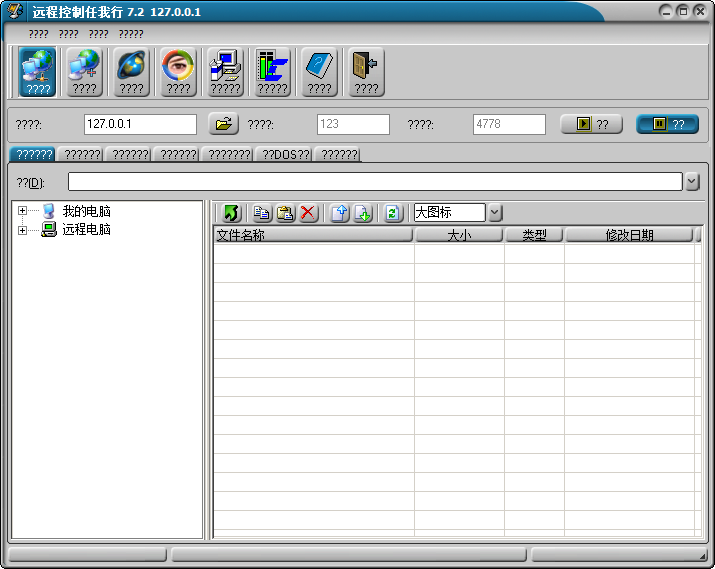 远程控制任我行 7.2 127.0.0.1
???? ???? ???? ?????
???? ???? ???? ???? ????? ????? ???? ????
????: 127.0.0.1 ????: 123 ????: 4778 ?? ??
?????? ?????? ?????? ?????? ??????? ??DOS?? ??????
??(D):
我的电脑
远程电脑
大图标
文件名称 大小 类型 修改日期